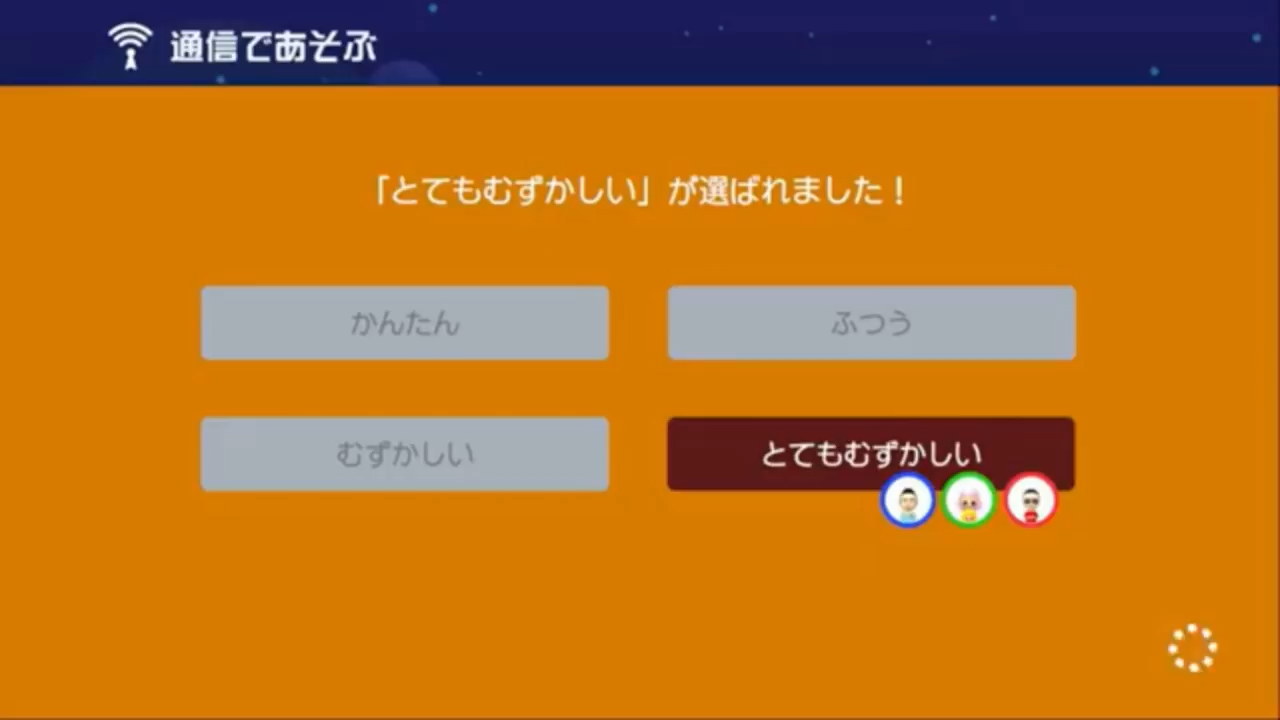 通信であそぶ
「とてもむずかしい」が選ばれました！
かんたん
ふつう
むずかしい
とてもむずかしい